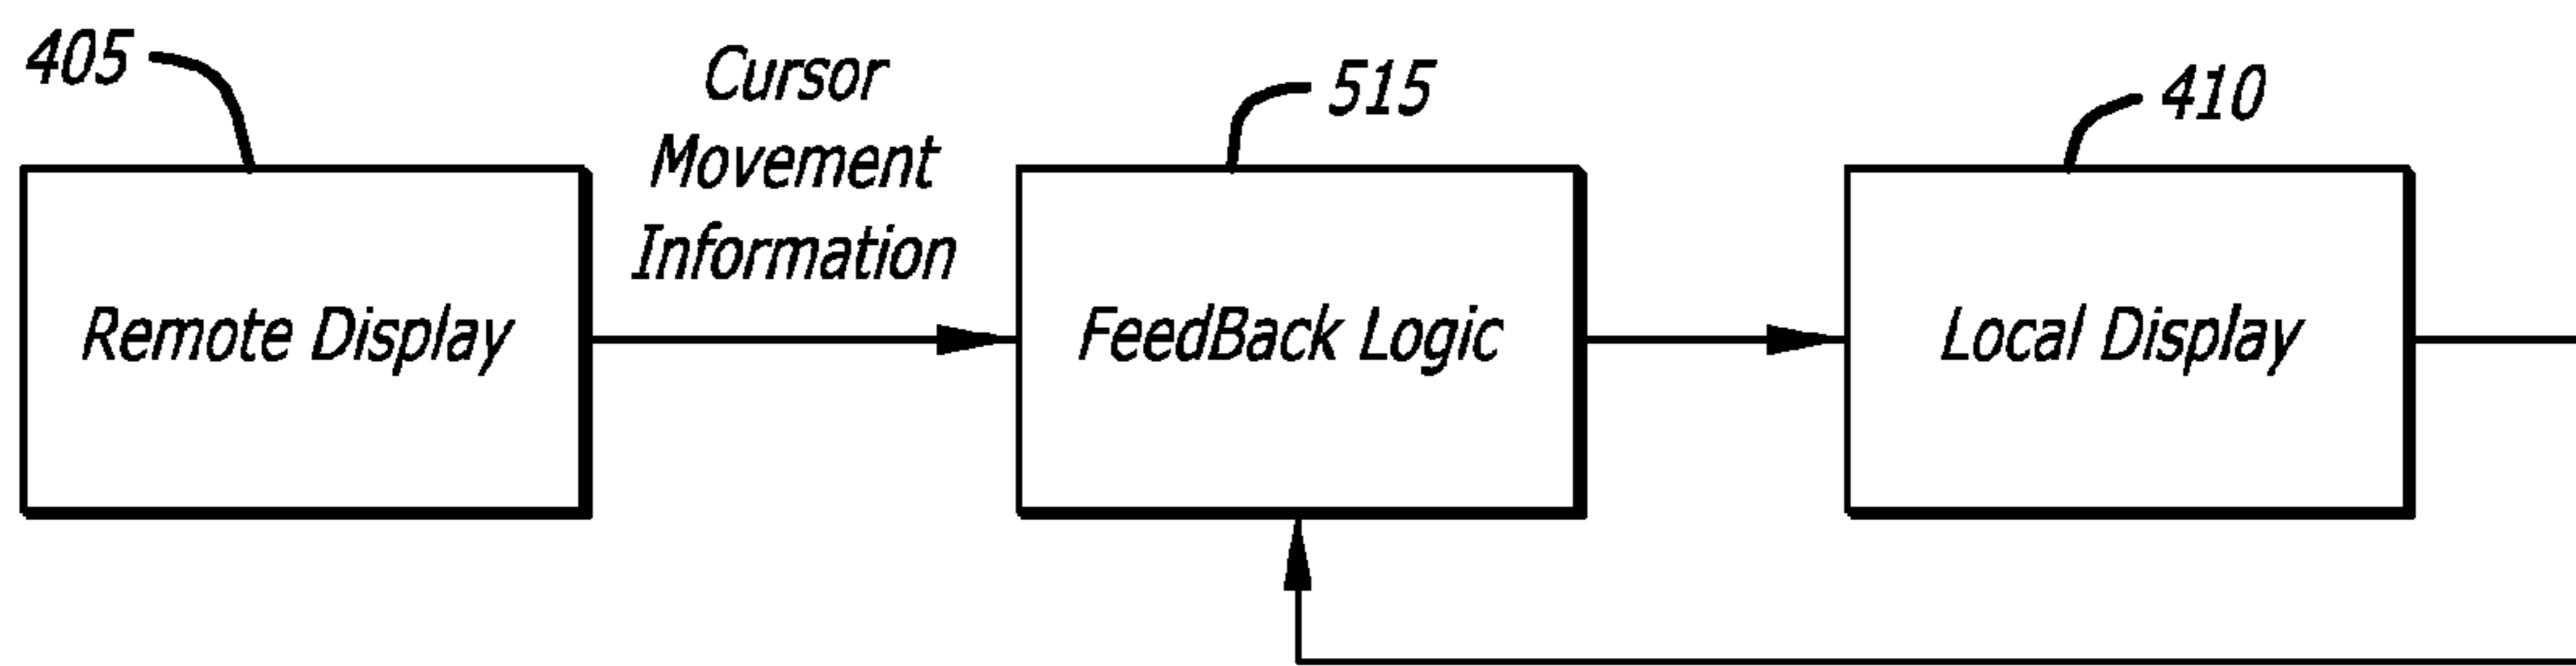 405
Cursor
Movement
Information
515
410
Remote Display
FeedBack Logic
Local Display